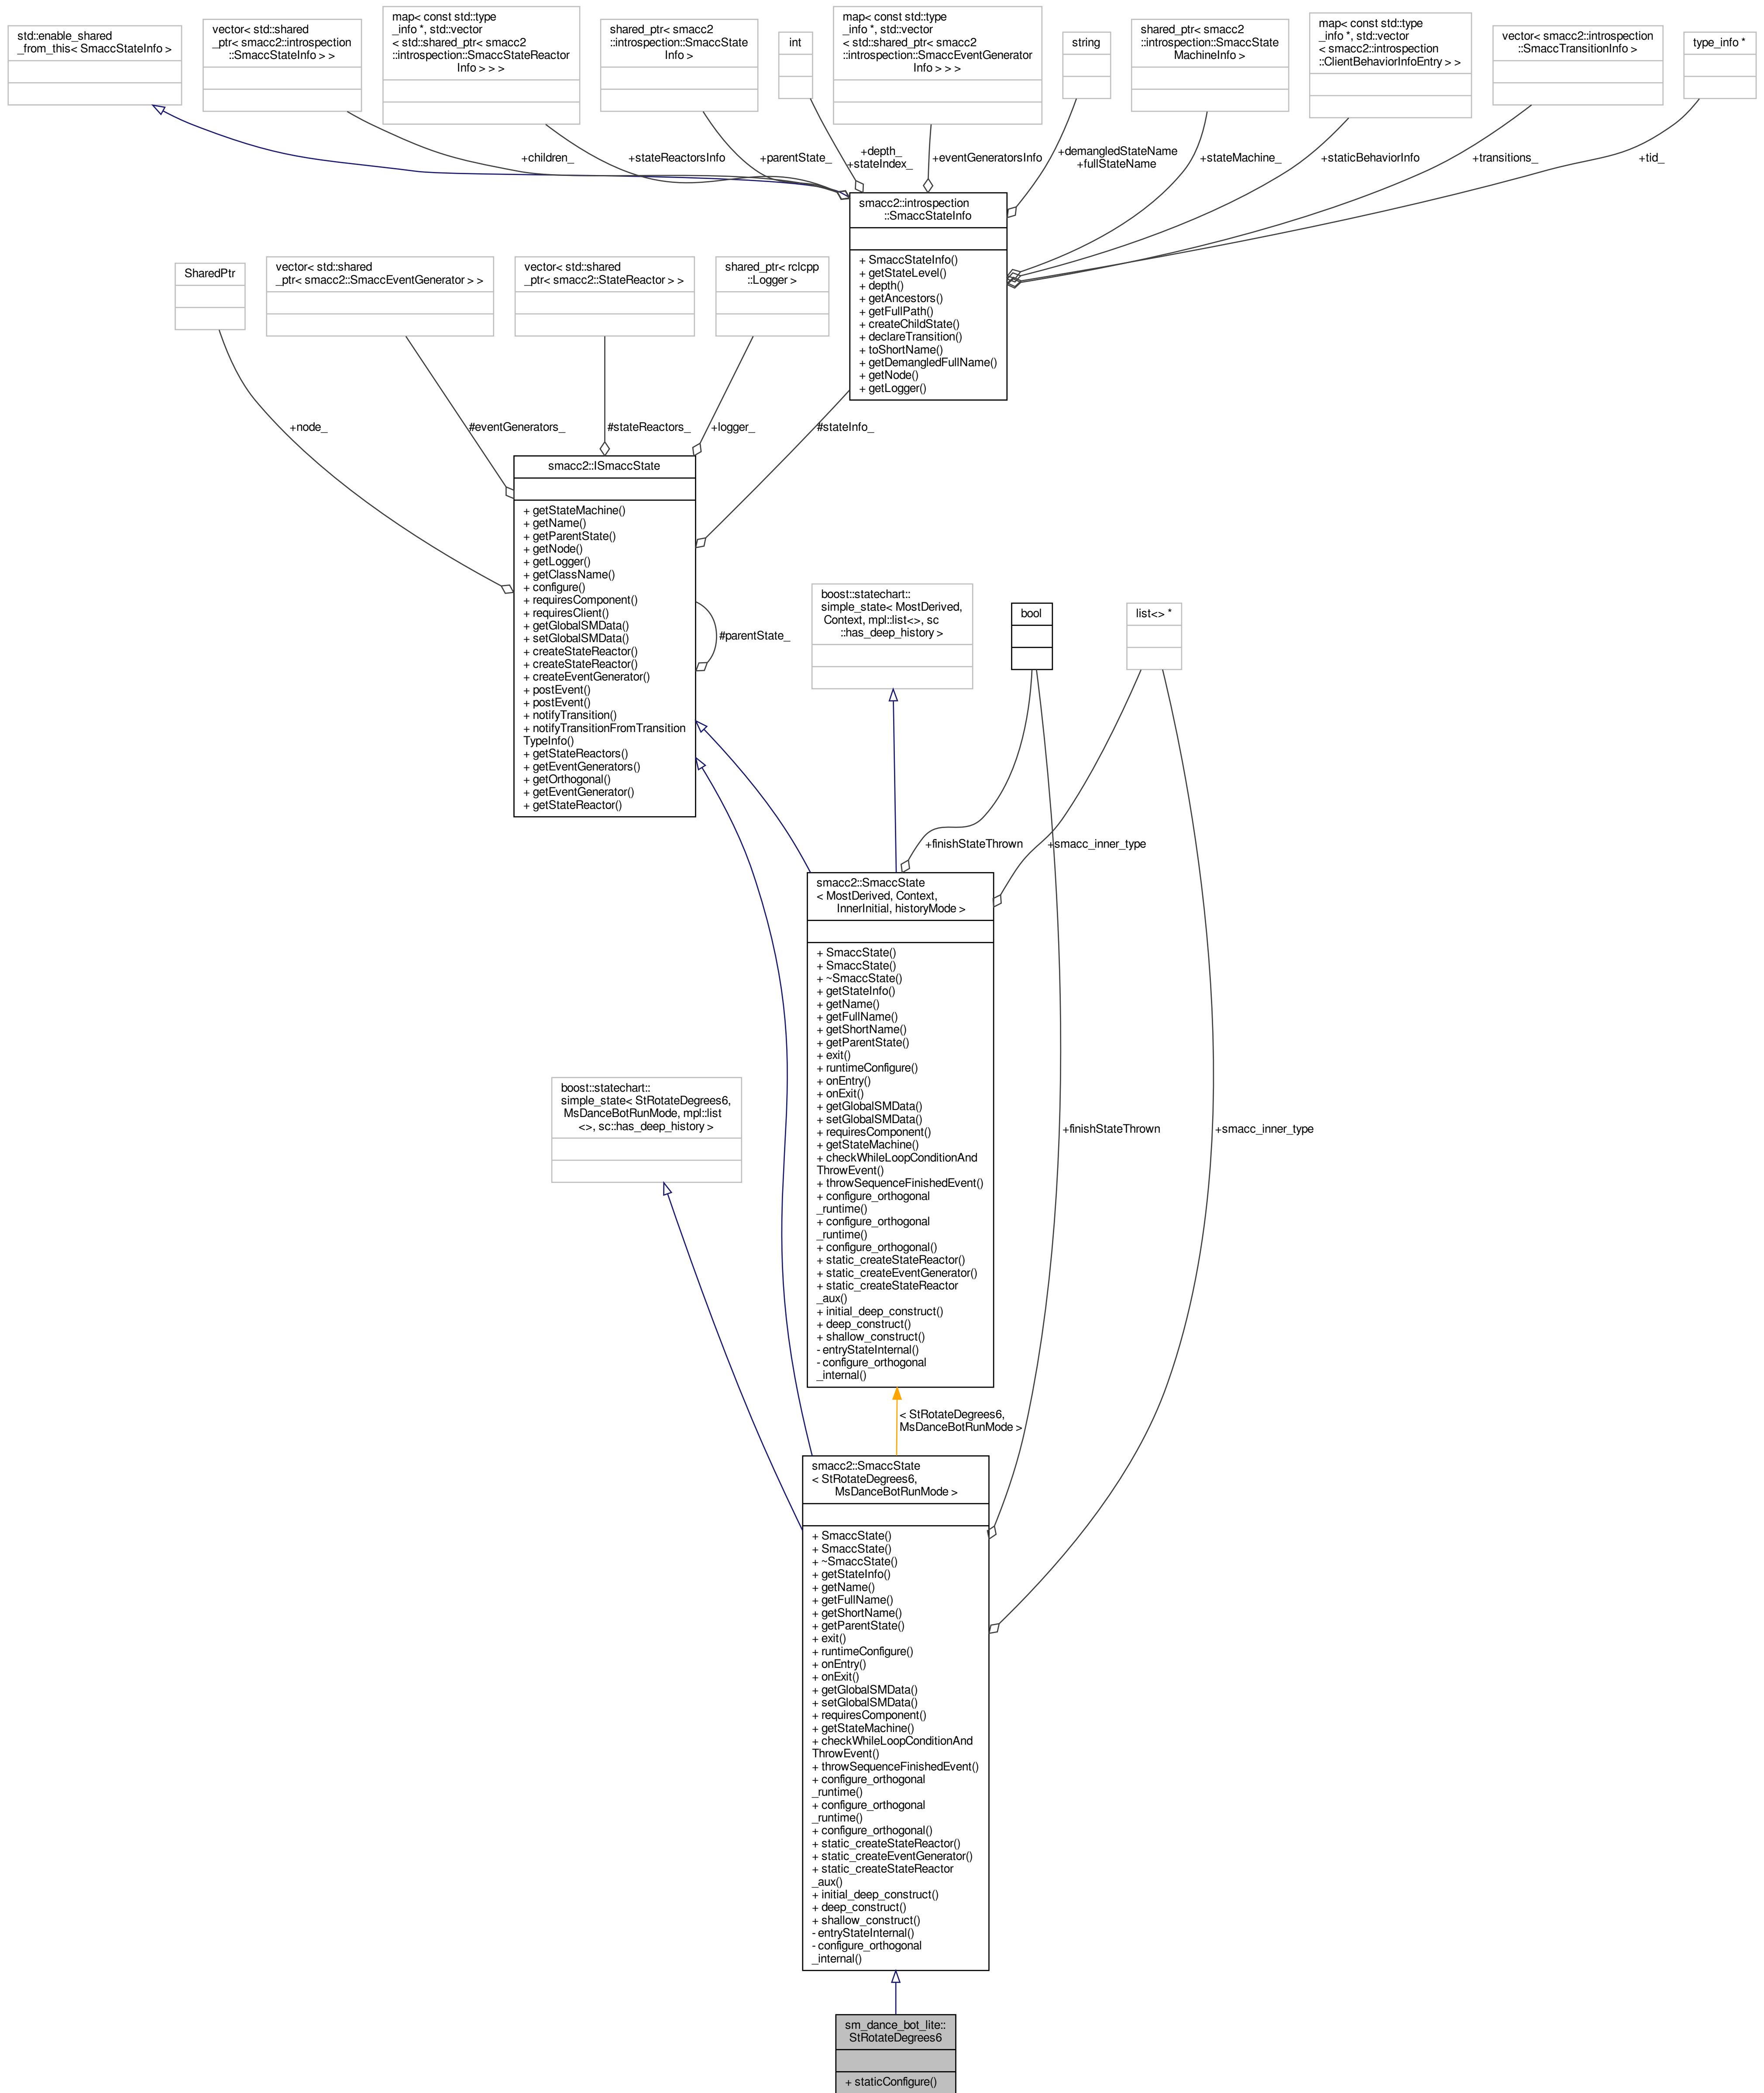 std::enable_shared
_from_this< SmaccStateInfo >
vector< std::shared
_ptr< smacc2::introspection
::SmaccStateInfo > >
map< const std::type
_info *, std::vector
< std::shared_ptr< smacc2
::introspection::SmaccStateReactor
Info > > >
shared_ptr< smacc2
::introspection::SmaccState
Info >
int
map< const std::type
_info *, std::vector
< std::shared_ptr< smacc2
::introspection::SmaccEventGenerator
Info > > >
string
shared_ptr< smacc2
::introspection::SmaccState
MachineInfo >
map< const std::type
_info *, std::vector
< smacc2::introspection
::ClientBehaviorInfoEntry > >
vector< smacc2::introspection
::SmaccTransitionInfo >
type_info *
+children_
+stateReactorsInfo
+parentState_
+depth_
+stateIndex_
+eventGeneratorsInfo
+demangledStateName
+fullStateName
+stateMachine_
+staticBehaviorInfo
+transitions_
+tid_
smacc2::introspection
::SmaccStateInfo
+ SmaccStateInfo()
+ getStateLevel()
+ depth()
+ getAncestors()
+ getFullPath()
+ createChildState()
+ declareTransition()
+ toShortName()
+ getDemangledFullName()
+ getNode()
+ getLogger()
SharedPtr
vector< std::shared
_ptr< smacc2::SmaccEventGenerator > >
vector< std::shared
_ptr< smacc2::StateReactor > >
shared_ptr< rclcpp
::Logger >
+node_
#eventGenerators_
#stateReactors_
+logger_
#stateInfo_
smacc2::ISmaccState
+ getStateMachine()
+ getName()
+ getParentState()
+ getNode()
+ getLogger()
+ getClassName()
+ configure()
+ requiresComponent()
+ requiresClient()
+ getGlobalSMData()
+ setGlobalSMData()
+ createStateReactor()
+ createStateReactor()
+ createEventGenerator()
+ postEvent()
+ postEvent()
+ notifyTransition()
+ notifyTransitionFromTransition
TypeInfo()
+ getStateReactors()
+ getEventGenerators()
+ getOrthogonal()
+ getEventGenerator()
+ getStateReactor()
#parentState_
boost::statechart::
simple_state< MostDerived,
Context, mpl::list<>, sc
::has_deep_history >
bool
list<> *
+finishStateThrown
+smacc_inner_type
smacc2::SmaccState
< MostDerived, Context,
InnerInitial, historyMode >
+ SmaccState()
+ SmaccState()
+ ~SmaccState()
+ getStateInfo()
+ getName()
+ getFullName()
+ getShortName()
+ getParentState()
+ exit()
+ runtimeConfigure()
+ onEntry()
+ onExit()
+ getGlobalSMData()
+ setGlobalSMData()
+ requiresComponent()
+ getStateMachine()
+ checkWhileLoopConditionAnd
ThrowEvent()
+ throwSequenceFinishedEvent()
+ configure_orthogonal
_runtime()
+ configure_orthogonal
_runtime()
+ configure_orthogonal()
+ static_createStateReactor()
+ static_createEventGenerator()
+ static_createStateReactor
_aux()
+ initial_deep_construct()
+ deep_construct()
+ shallow_construct()
- entryStateInternal()
- configure_orthogonal
_internal()
boost::statechart::
simple_state< StRotateDegrees6,
MsDanceBotRunMode, mpl::list
<>, sc::has_deep_history >
+finishStateThrown
+smacc_inner_type
< StRotateDegrees6,
MsDanceBotRunMode >
smacc2::SmaccState
< StRotateDegrees6,
MsDanceBotRunMode >
+ SmaccState()
+ SmaccState()
+ ~SmaccState()
+ getStateInfo()
+ getName()
+ getFullName()
+ getShortName()
+ getParentState()
+ exit()
+ runtimeConfigure()
+ onEntry()
+ onExit()
+ getGlobalSMData()
+ setGlobalSMData()
+ requiresComponent()
+ getStateMachine()
+ checkWhileLoopConditionAnd
ThrowEvent()
+ throwSequenceFinishedEvent()
+ configure_orthogonal
_runtime()
+ configure_orthogonal
_runtime()
+ configure_orthogonal()
+ static_createStateReactor()
+ static_createEventGenerator()
+ static_createStateReactor
_aux()
+ initial_deep_construct()
+ deep_construct()
+ shallow_construct()
- entryStateInternal()
- configure_orthogonal
_internal()
sm_dance_bot_lite::
StRotateDegrees6
+ staticConfigure()